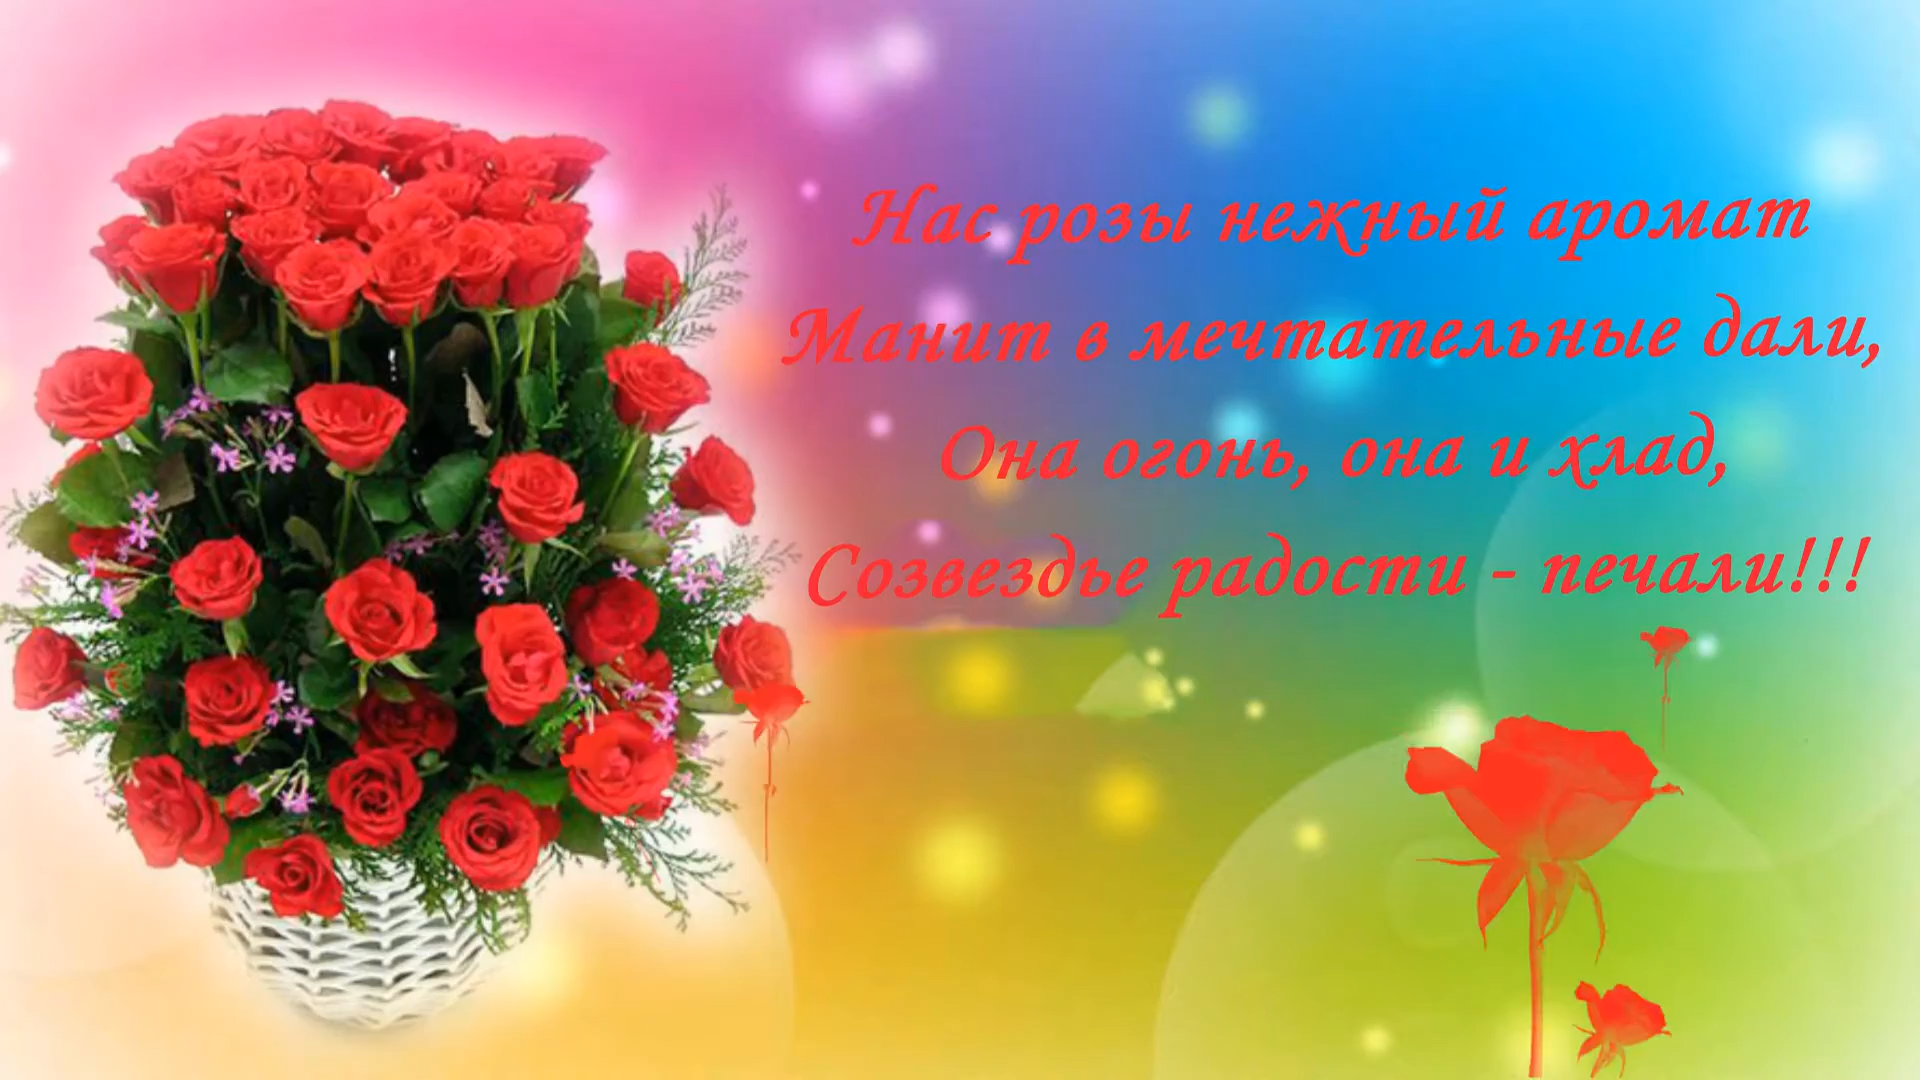 Нас розы нежный аромат
Манит в мечтательные дали,
Она огонь, она и хлад,
Созвездье радости - печали!!!